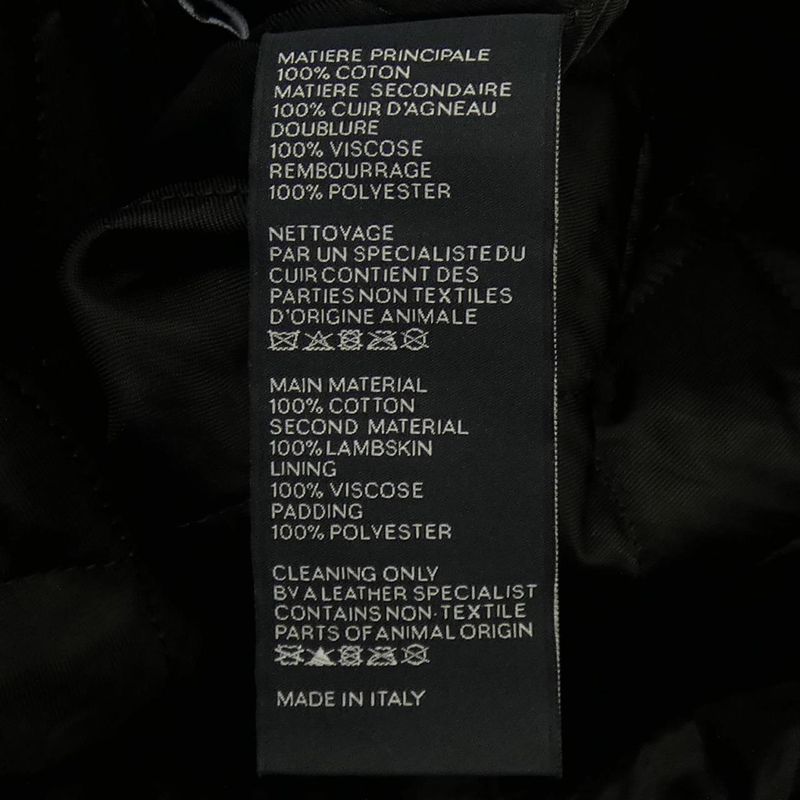 MATIERE PRINCIPALE
100% COTON
MATIERE SECONDAIRE
100% CUIR D'AGNEAU
DOUBLURE
100% VISCOSE
REMBOURRAGE
100% POLYESTER
NETTOYAGE
PAR UN SPECIALISTE DU
CUIR CONTIENT DES
PARTIES NON TEXTILES
D'ORIGINE ANIMALE
MAIN MATERIAL
100% COTTON
SECOND MATERIAL
100% LAMBSKIN
LINING
100% VISCOSE
PADDING
100% POLYESTER
CLEANING ONLY
BY A LEATHER SPECIALIST
CONTAINS NON-TEXTILE
PARTS OF ANIMAL ORIGIN
MADE IN ITALY